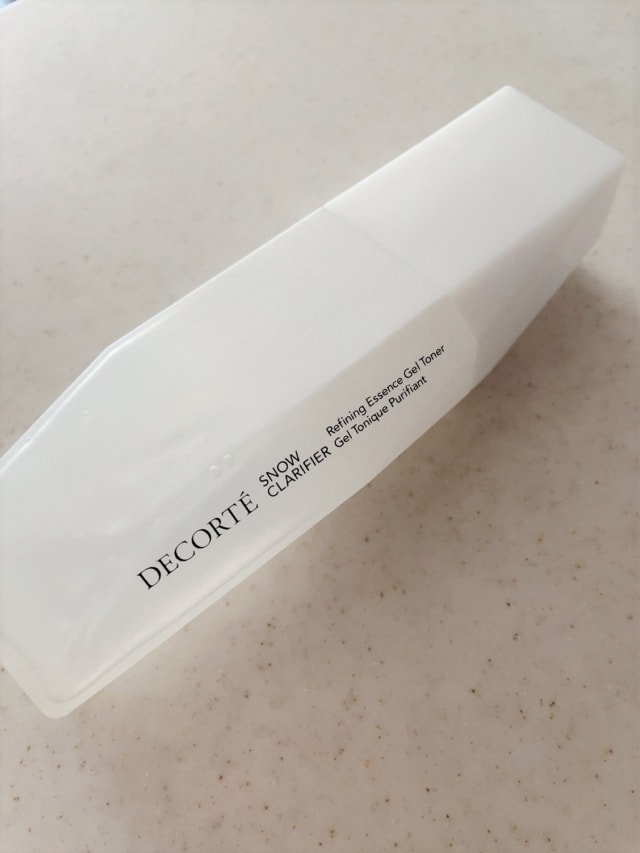 DECORTÉ
SNOW
CLARIFIER
Refining Essence Gel Toner
Gel Tonique Purifiant